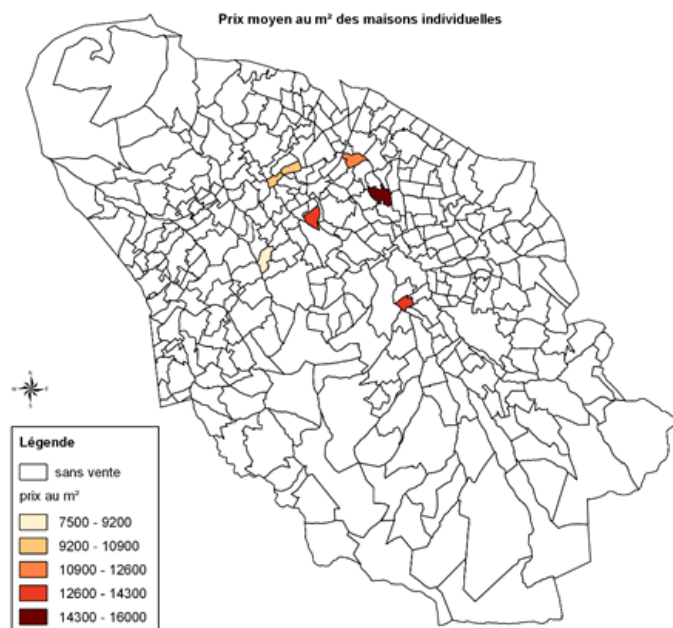 Prix moyen au m² des maisons individuelles
Légende
sans vente
prix au m²
7500 - 9200
9200 - 10900
10900 - 12600
12600 - 14300
14300 - 16000